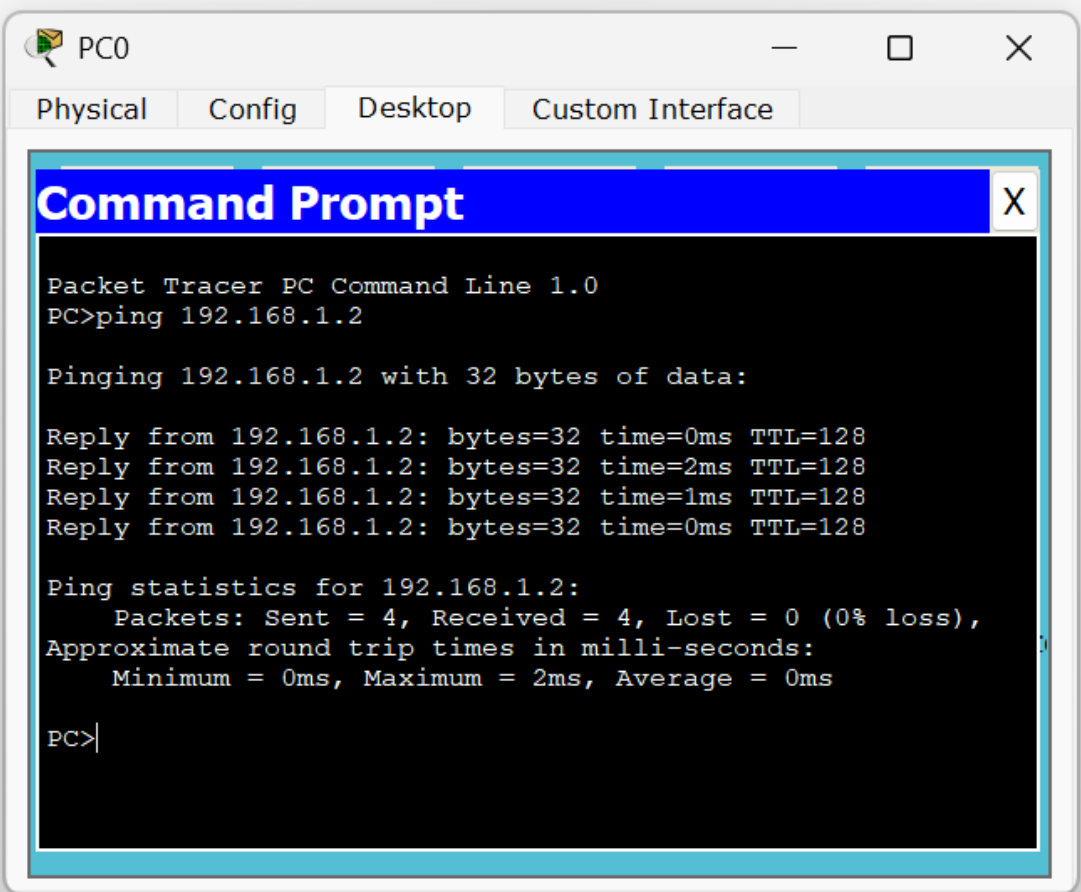 PC0
Physical Config Desktop Custom Interface
Command Prompt X
Packet Tracer PC Command Line 1.0
PC>ping 192.168.1.2
Pinging 192.168.1.2 with 32 bytes of data:
Reply from 192.168.1.2: bytes=32 time=0ms TTL=128
Reply from 192.168.1.2: bytes=32 time=2ms TTL=128
Reply from 192.168.1.2: bytes=32 time=1ms TTL=128
Reply from 192.168.1.2: bytes=32 time=0ms TTL=128
Ping statistics for 192.168.1.2:
    Packets: Sent = 4, Received = 4, Lost = 0 (0% loss),
Approximate round trip times in milli-seconds:
    Minimum = 0ms, Maximum = 2ms, Average = 0ms
PC>